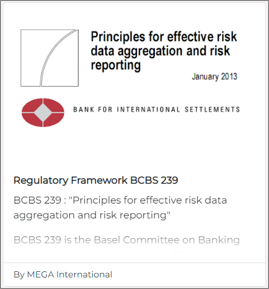 Principles for effective risk
data aggregation and risk
reporting
January 2013
BANK FOR INTERNATIONAL SETTLEMENTS
Regulatory Framework BCBS 239
BCBS 239 : "Principles for effective risk data
aggregation and risk reporting"
BCBS 239 is the Basel Committee on Banking
By MEGA International